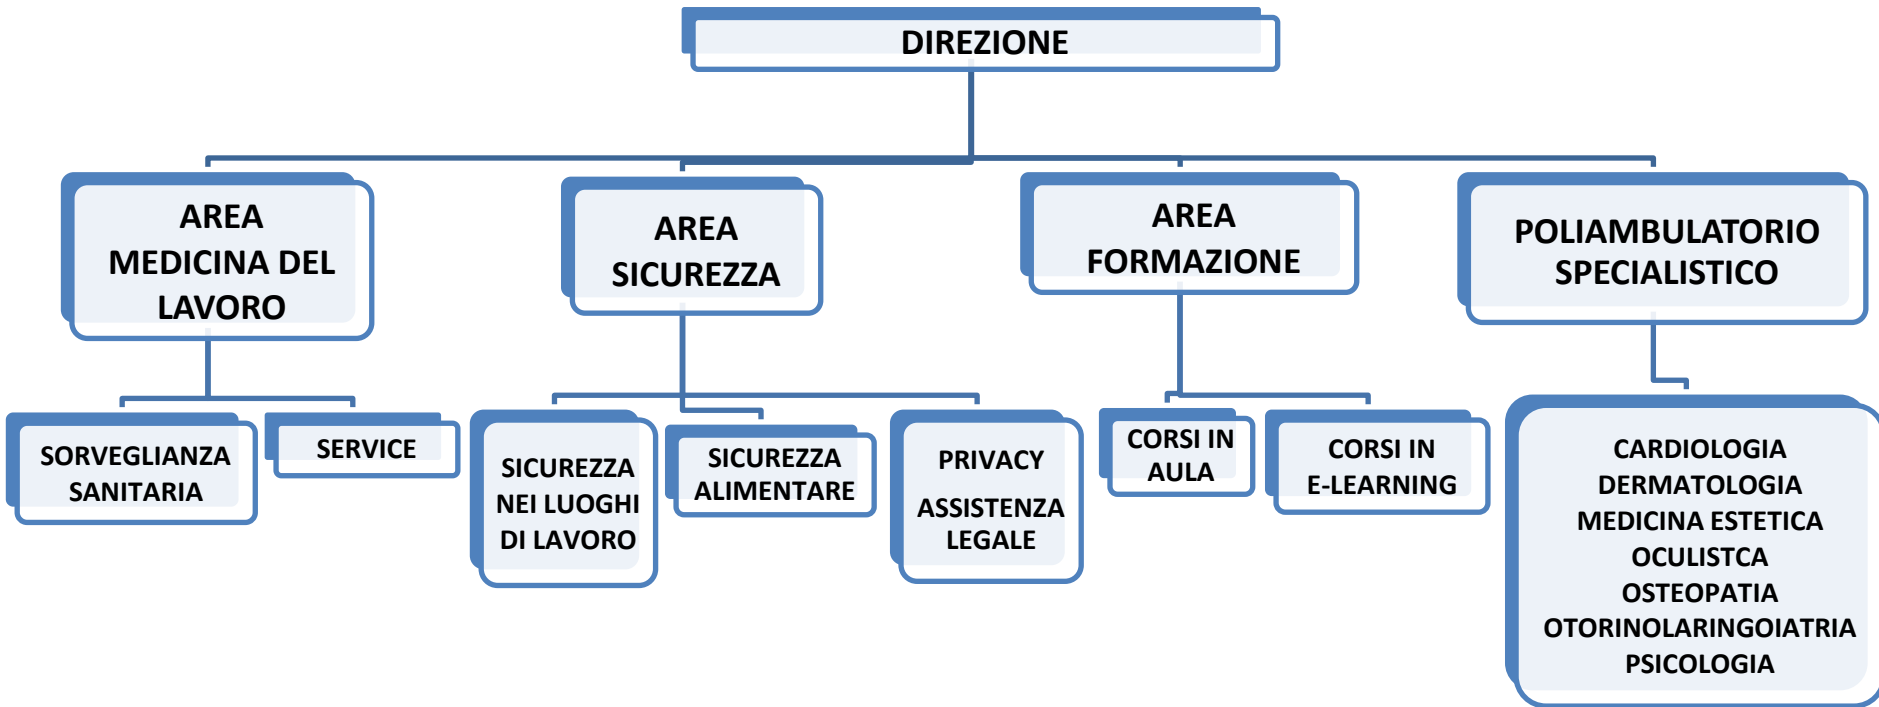 DIREZIONE
AREA
MEDICINA DEL
LAVORO
AREA
SICUREZZA
AREA
FORMAZIONE
POLIAMBULATORIO
SPECIALISTICO
SORVEGLIANZA
SANITARIA
SERVICE
SICUREZZA
NEI LUOGHI
DI LAVORO
SICUREZZA
ALIMENTARE
PRIVACY
ASSISTENZA
LEGALE
CORSI IN
AULA
CORSI IN
E-LEARNING
CARDIOLOGIA
DERMATOLOGIA
MEDICINA ESTETICA
OCULISTCA
OSTEOPATIA
OTORINOLARINGOIATRIA
PSICOLOGIA